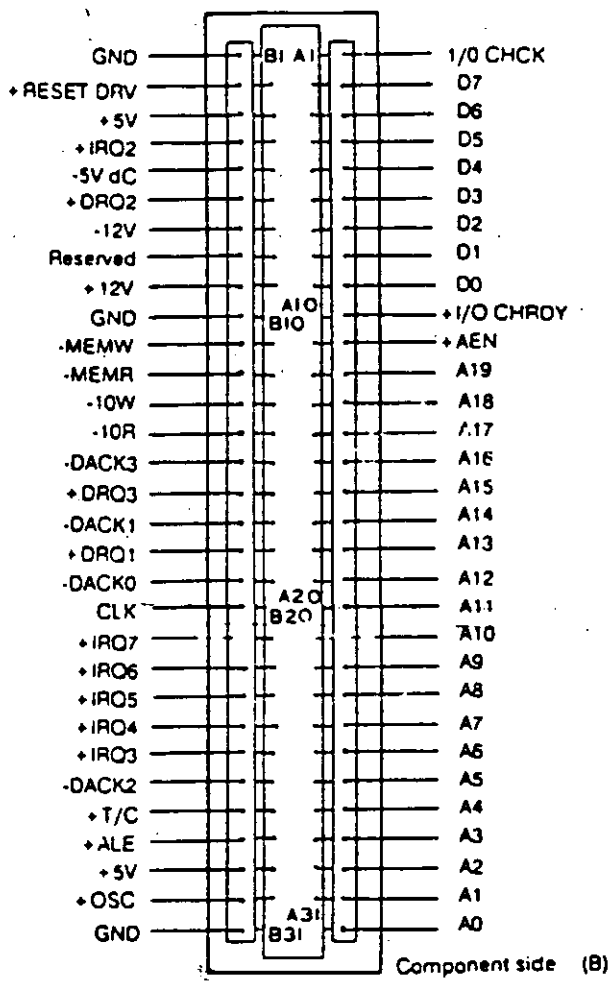 GND B1 A1 1/0 CHCK
+RESET DRV D7
+5V D6
+IRQ2 D5
-5V dC D4
+DRQ2 D3
-12V D2
Reserved D1
+12V D0
GND A10 B10 +I/O CHRDY
-MEMW +AEN
-MEMR A19
-10W A18
-10R A17
-DACK3 A16
+DRQ3 A15
-DACK1 A14
+DRQ1 A13
-DACK0 A12
CLK A20 B20 A11
+IRQ7 A10
+IRQ6 A9
+IRQ5 A8
+IRQ4 A7
+IRQ3 A6
-DACK2 A5
+T/C A4
+ALE A3
+5V A2
+OSC A1
GND A31 B31 A0
Component side (B)